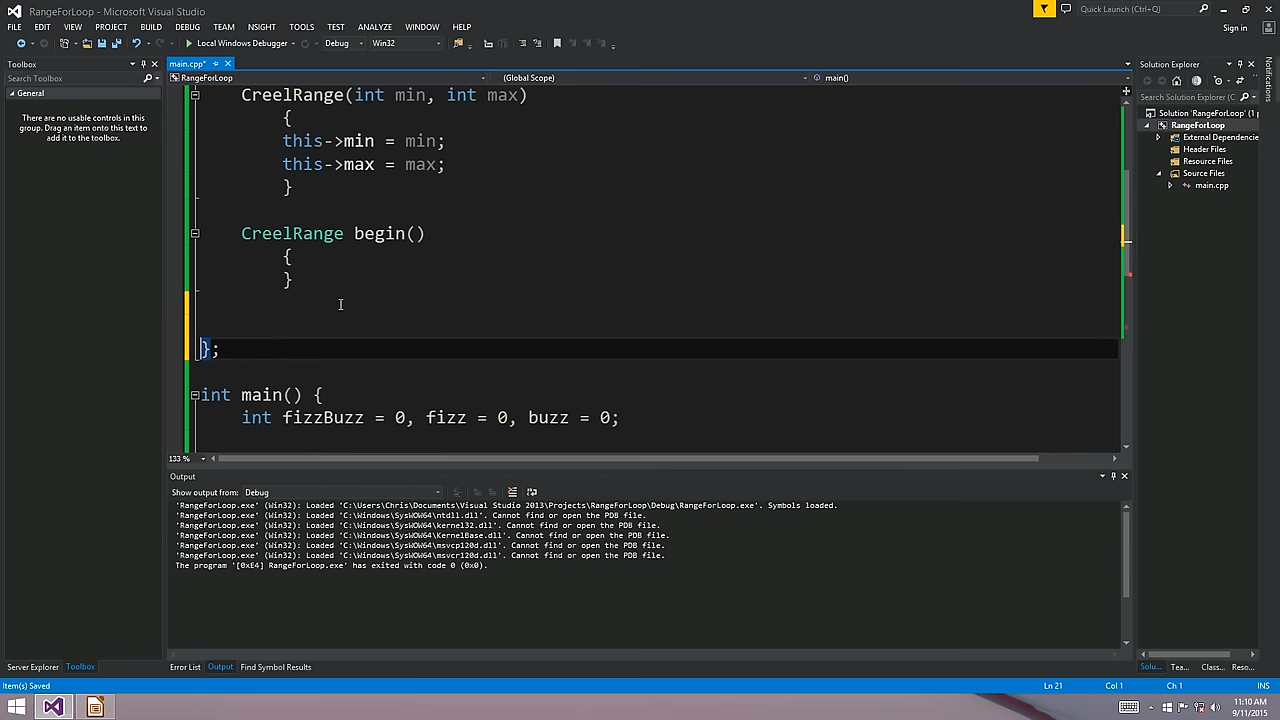 RangeForLoop - Microsoft Visual Studio
Quick Launch (Ctrl+Q)
FILE EDIT VIEW PROJECT BUILD DEBUG TEAM NSIGHT TOOLS TEST ANALYZE WINDOW HELP
Sign in
Local Windows Debugger Debug Win32
Toolbox
main.cpp*
Solution Explorer
Notifications
Search Toolbox
RangeForLoop (Global Scope) main()
General
There are no usable controls in this
group. Drag an item onto this text to
add it to the toolbox.
Search Solution Explorer (C
Solution 'RangeForLoop' (1 p
RangeForLoop
External Dependencie
Header Files
Resource Files
Source Files
main.cpp
CreelRange(int min, int max)
{
this->min = min;
this->max = max;
}
CreelRange begin()
{
}
};
int main() {
int fizzBuzz = 0, fizz = 0, buzz = 0;
133 %
Output
Show output from: Debug
'RangeForLoop.exe' (Win32): Loaded 'C:\Users\Chris\Documents\Visual Studio 2013\Projects\RangeForLoop\Debug\RangeForLoop.exe'. Symbols loaded.
'RangeForLoop.exe' (Win32): Loaded 'C:\Windows\SysWOW64\ntdll.dll'. Cannot find or open the PDB file.
'RangeForLoop.exe' (Win32): Loaded 'C:\Windows\SysWOW64\kernel32.dll'. Cannot find or open the PDB file.
'RangeForLoop.exe' (Win32): Loaded 'C:\Windows\SysWOW64\KernelBase.dll'. Cannot find or open the PDB file.
'RangeForLoop.exe' (Win32): Loaded 'C:\Windows\SysWOW64\msvcp120d.dll'. Cannot find or open the PDB file.
'RangeForLoop.exe' (Win32): Loaded 'C:\Windows\SysWOW64\msvcr120d.dll'. Cannot find or open the PDB file.
The program '[0xE4] RangeForLoop.exe' has exited with code 0 (0x0).
Server Explorer Toolbox
Error List Output Find Symbol Results
Solu... Tea... Class... Reso...
Item(s) Saved
Ln 21 Col 1 Ch 1 INS
11:10 AM
9/11/2015